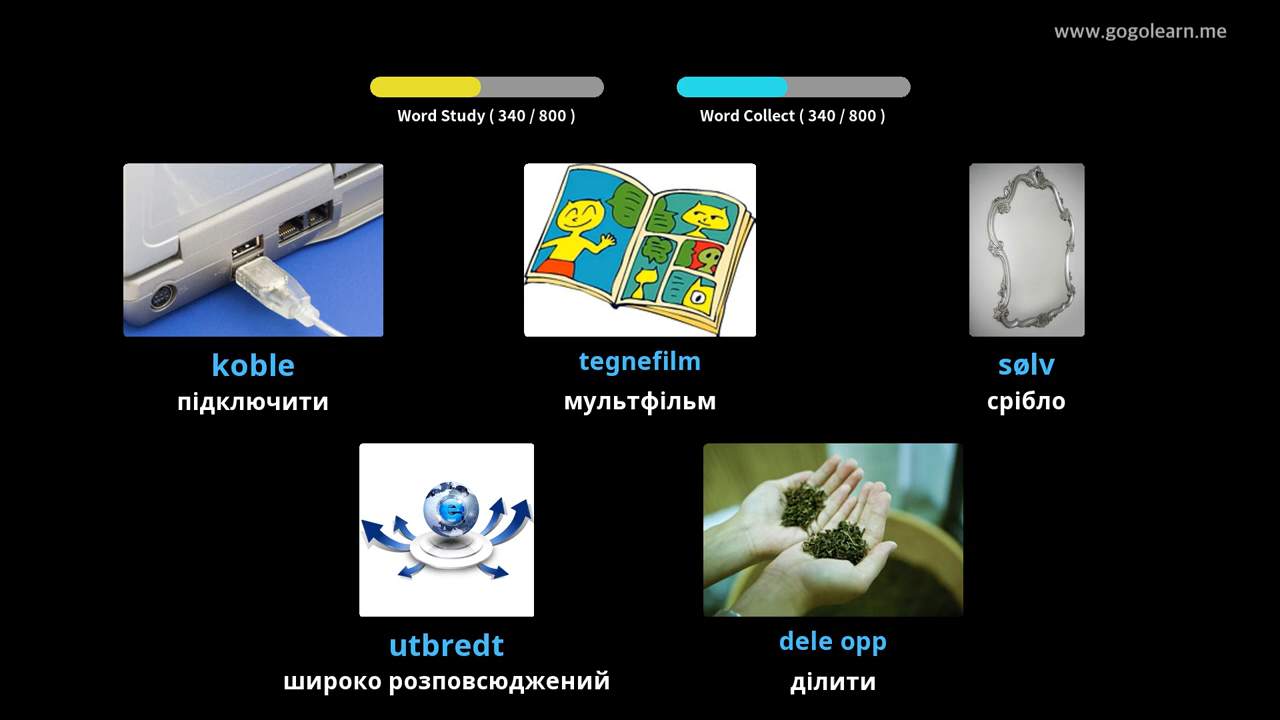 www.gogolearn.me
Word Study ( 340 / 800 )
Word Collect ( 340 / 800 )
koble
підключити
tegnefilm
мультфільм
sølv
срібло
utbredt
широко розповсюджений
dele opp
ділити